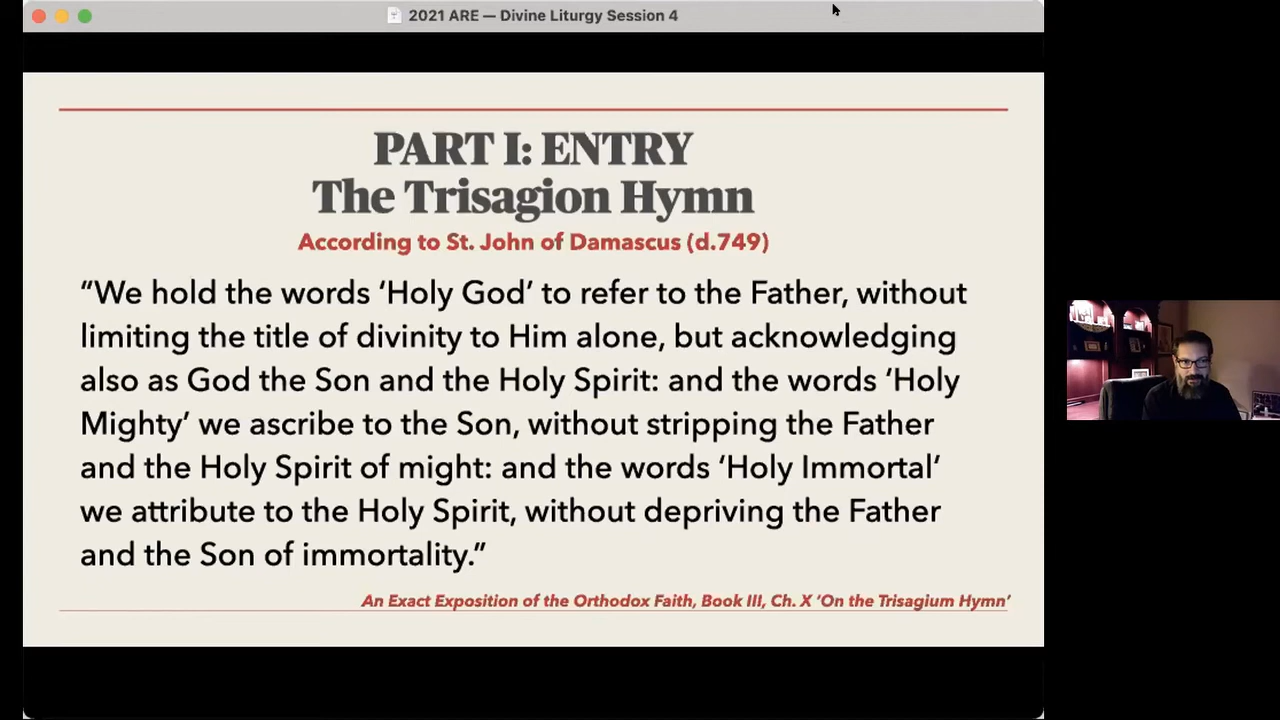 2021 ARE — Divine Liturgy Session 4
PART I: ENTRY
The Trisagion Hymn
According to St. John of Damascus (d.749)
“We hold the words ‘Holy God’ to refer to the Father, without
limiting the title of divinity to Him alone, but acknowledging
also as God the Son and the Holy Spirit: and the words ‘Holy
Mighty’ we ascribe to the Son, without stripping the Father
and the Holy Spirit of might: and the words ‘Holy Immortal’
we attribute to the Holy Spirit, without depriving the Father
and the Son of immortality.”
An Exact Exposition of the Orthodox Faith, Book III, Ch. X ‘On the Trisagium Hymn’